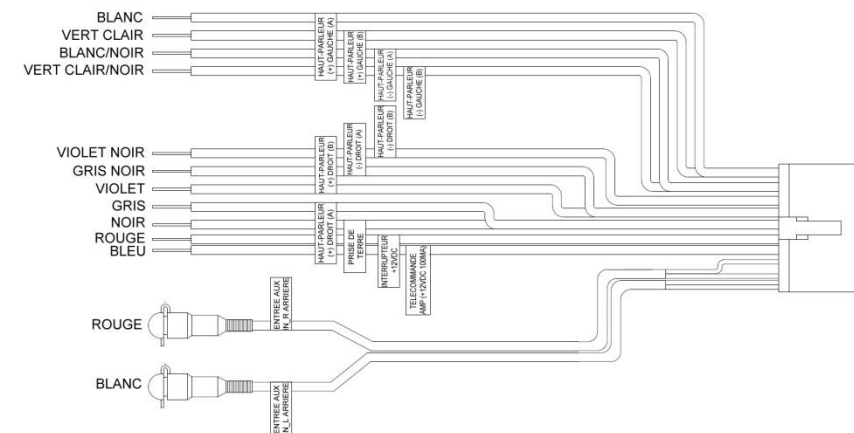 BLANC
VERT CLAIR
BLANC/NOIR
VERT CLAIR/NOIR
HAUT-PARLEUR
(+) GAUCHE (A)
HAUT-PARLEUR
(+) GAUCHE (B)
HAUT-PARLEUR
(-) GAUCHE (A)
HAUT-PARLEUR
(-) GAUCHE (B)
VIOLET NOIR
GRIS NOIR
VIOLET
GRIS
NOIR
ROUGE
BLEU
HAUT-PARLEUR
(+) DROIT (B)
HAUT-PARLEUR
(-) DROIT (A)
HAUT-PARLEUR
(-) DROIT (B)
HAUT-PARLEUR
(+) DROIT (A)
PRISE DE
TERRE
INTERRUPTEUR
+12VDC
TELECOMMANDE
AMP (+12VDC 100MA)
ROUGE
ENTREE AUX
N_R ARRIERE
BLANC
ENTREE AUX
N_L ARRIERE